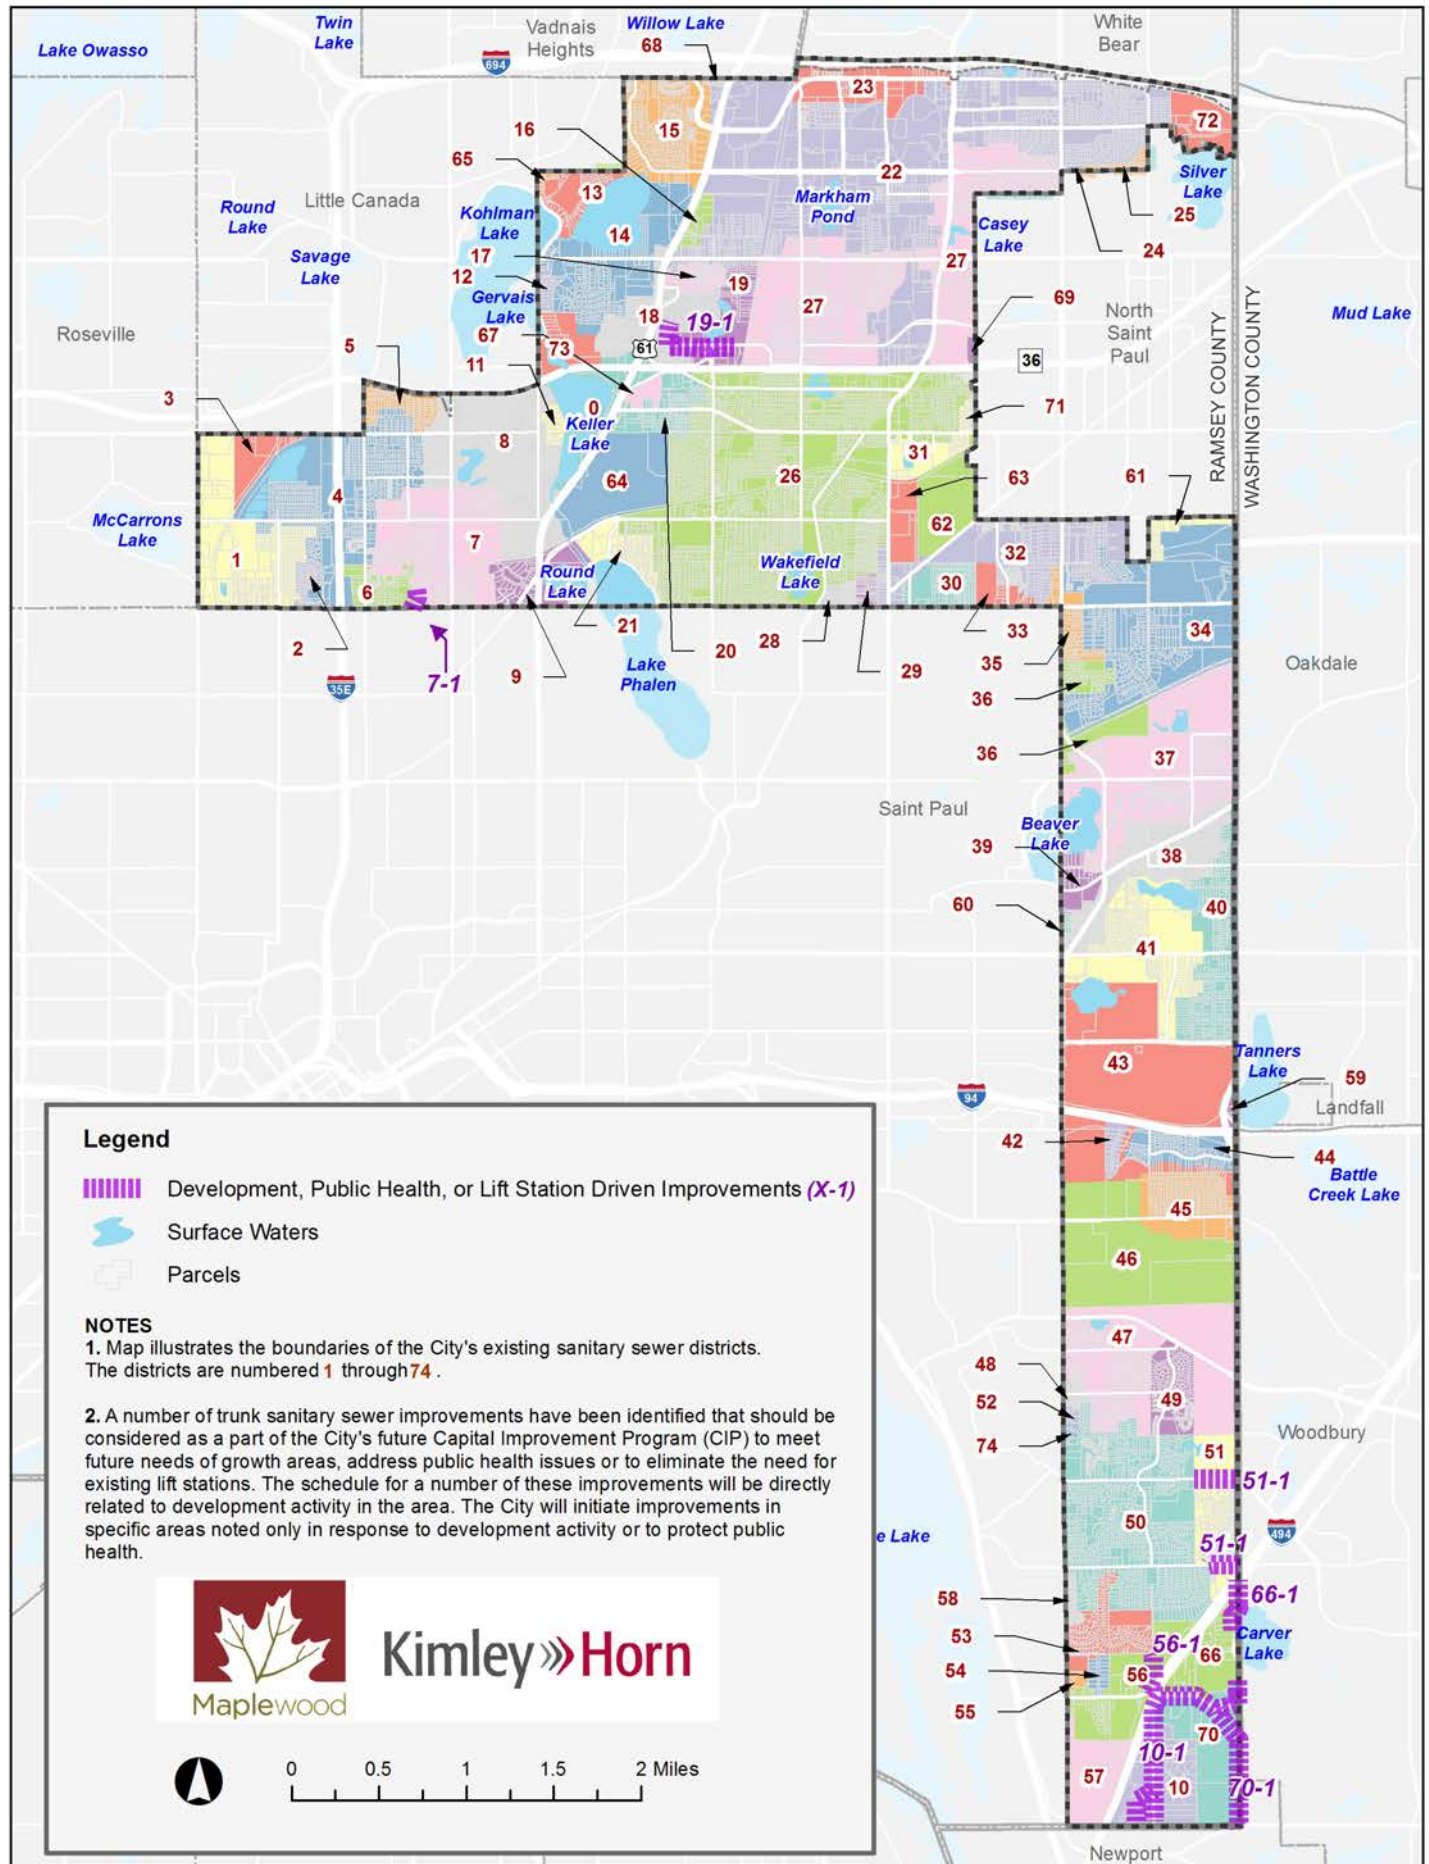 Twin
Lake
Vadnais
Heights
Willow Lake
White
Bear
Lake Owasso
694
68
23
16
15
72
65
22
13
Silver
Lake
Little Canada
Markham
Pond
Round
Lake
Kohlman
Lake
25
14
Casey
Lake
Savage
Lake
17
24
27
12
19
69
Gervais
Lake
27
North
Saint
Paul
Mud Lake
18
19-1
Roseville
67
5
73
61
36
11
3
0
71
Keller
Lake
8
31
RAMSEY COUNTY
WASHINGTON COUNTY
64
26
63
61
4
McCarrons
Lake
62
7
32
1
Round
Lake
Wakefield
Lake
30
6
21
33
34
2
20
28
35
Oakdale
9
29
7-1
35E
Lake
Phalen
36
36
37
Saint Paul
Beaver
Lake
39
38
60
40
41
43
Tanners
Lake
59
94
Landfall
42
44
Battle
Creek Lake
45
46
47
48
49
52
Woodbury
74
51
51-1
50
e Lake
494
51-1
58
66-1
53
56-1
Carver
Lake
66
54
56
55
70
10-1
57
10
70-1
Newport
Legend
Development, Public Health, or Lift Station Driven Improvements (X-1)
Surface Waters
Parcels
NOTES
1. Map illustrates the boundaries of the City's existing sanitary sewer districts.
The districts are numbered 1 through 74 .
2. A number of trunk sanitary sewer improvements have been identified that should be
considered as a part of the City's future Capital Improvement Program (CIP) to meet
future needs of growth areas, address public health issues or to eliminate the need for
existing lift stations. The schedule for a number of these improvements will be directly
related to development activity in the area. The City will initiate improvements in
specific areas noted only in response to development activity or to protect public
health.
Maplewood
Kimley»Horn
0 0.5 1 1.5 2 Miles